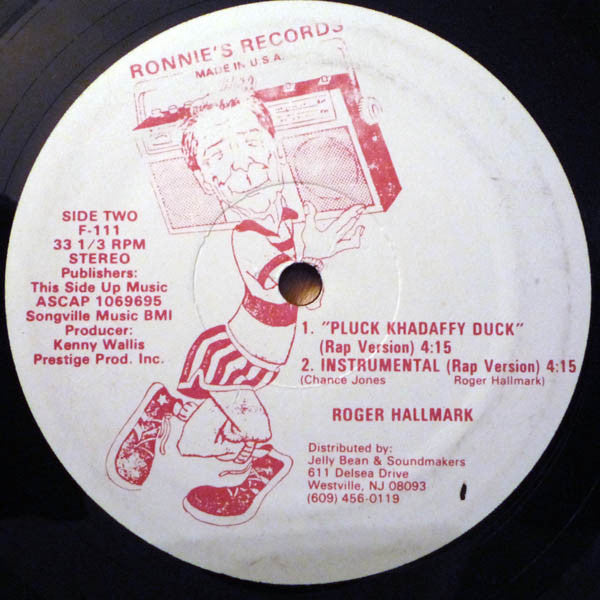 RONNIE'S RECORDS
MADE IN U.S.A.
SIDE TWO
F-111
33 1/3 RPM
STEREO
Publishers:
This Side Up Music
ASCAP 1069695
Songville Music BMI
Producer:
Kenny Wallis
Prestige Prod. Inc.
1. "PLUCK KHADAFFY DUCK"
(Rap Version) 4:15
2. INSTRUMENTAL (Rap Version) 4:15
(Chance Jones Roger Hallmark)
ROGER HALLMARK
Distributed by:
Jelly Bean & Soundmakers
611 Delsea Drive
Westville, NJ 08093
(609) 456-0119